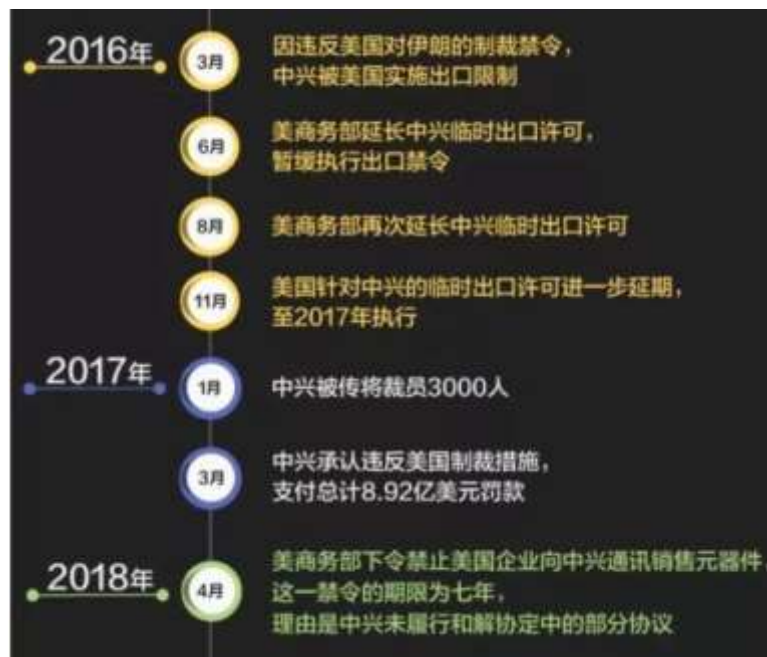 2016年
3月
因违反美国对伊朗的制裁禁令，
中兴被美国实施出口限制
6月
美商务部延长中兴临时出口许可，
暂缓执行出口禁令
8月
美商务部再次延长中兴临时出口许可
11月
美国针对中兴的临时出口许可进一步延期，
至2017年执行
2017年
1月
中兴被传将裁员3000人
3月
中兴承认违反美国制裁措施，
支付总计8.92亿美元罚款
2018年
4月
美商务部下令禁止美国企业向中兴通讯销售元器件，
这一禁令的期限为七年，
理由是中兴未履行和解协定中的部分协议